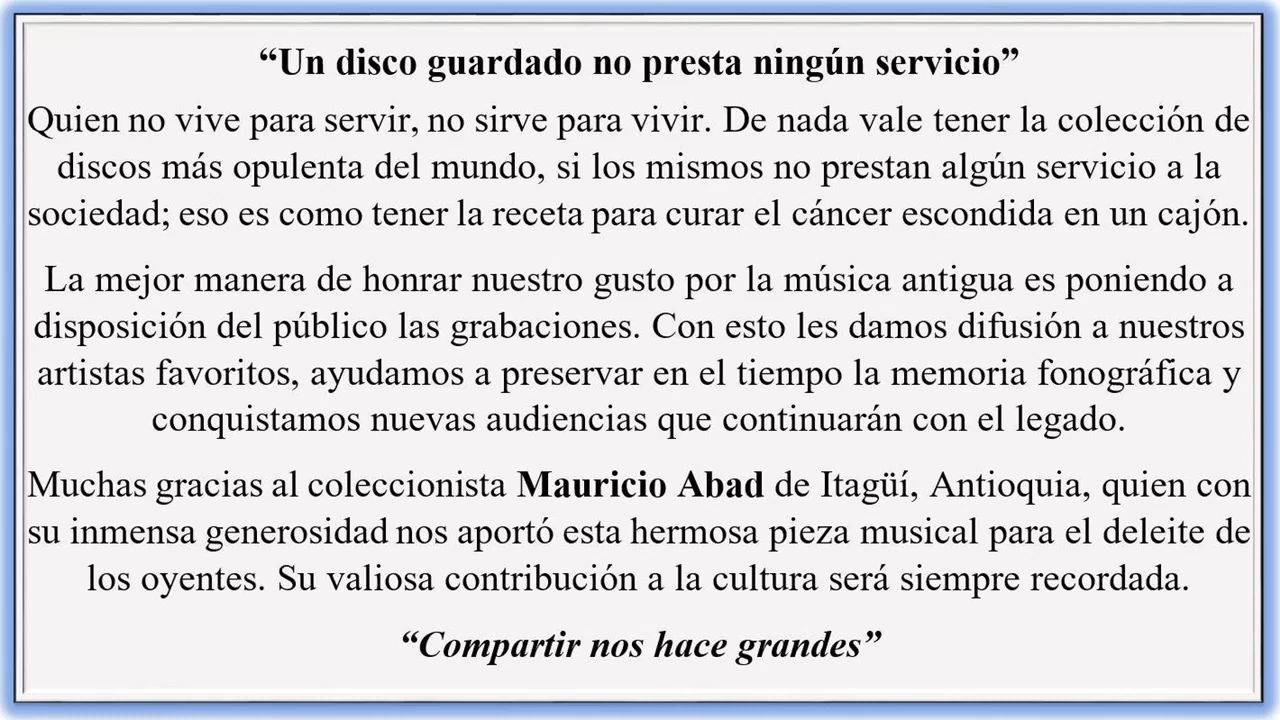 “Un disco guardado no presta ningún servicio”
Quien no vive para servir, no sirve para vivir. De nada vale tener la colección de
discos más opulenta del mundo, si los mismos no prestan algún servicio a la
sociedad; eso es como tener la receta para curar el cáncer escondida en un cajón.
La mejor manera de honrar nuestro gusto por la música antigua es poniendo a
disposición del público las grabaciones. Con esto les damos difusión a nuestros
artistas favoritos, ayudamos a preservar en el tiempo la memoria fonográfica y
conquistamos nuevas audiencias que continuarán con el legado.
Muchas gracias al coleccionista Mauricio Abad de Itagüí, Antioquia, quien con
su inmensa generosidad nos aportó esta hermosa pieza musical para el deleite de
los oyentes. Su valiosa contribución a la cultura será siempre recordada.
“Compartir nos hace grandes”